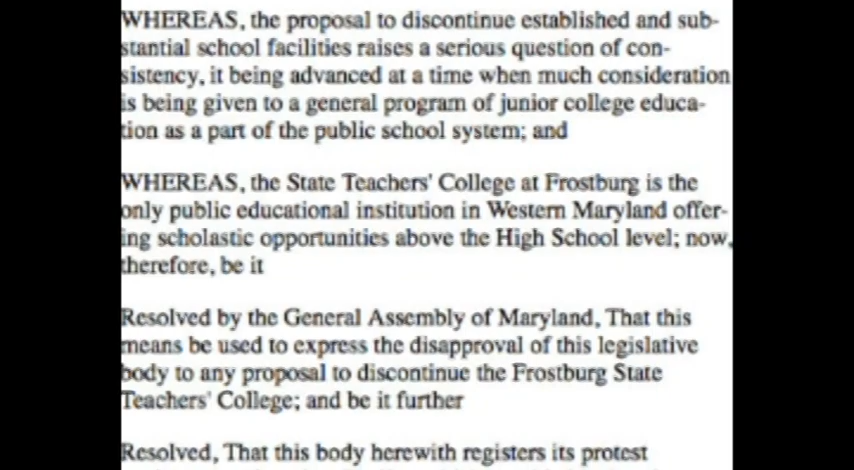 WHEREAS, the proposal to discontinue established and sub-
stantial school facilities raises a serious question of con-
sistency, it being advanced at a time when much consideration
is being given to a general program of junior college educa-
tion as a part of the public school system; and
WHEREAS, the State Teachers' College at Frostburg is the
only public educational institution in Western Maryland offer-
ing scholastic opportunities above the High School level; now,
therefore, be it
Resolved by the General Assembly of Maryland, That this
means be used to express the disapproval of this legislative
body to any proposal to discontinue the Frostburg State
Teachers' College; and be it further
Resolved, That this body herewith registers its protest